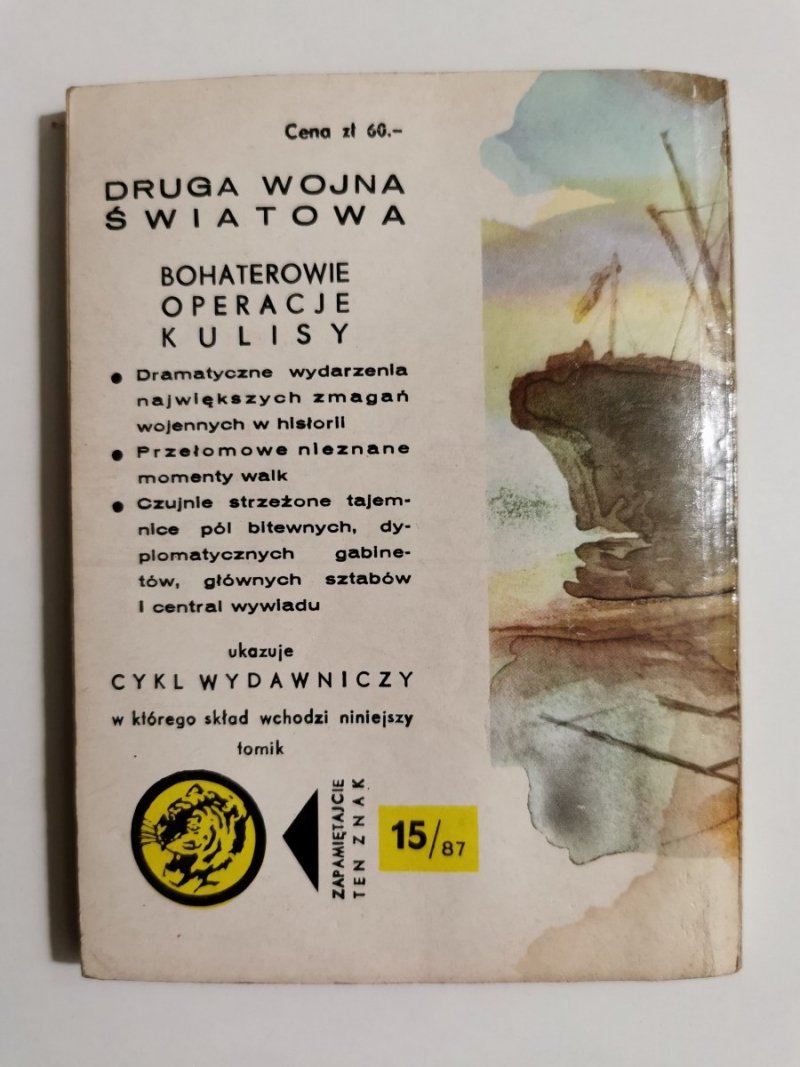 Cena zł 60.-
DRUGA WOJNA
ŚWIATOWA
BOHATEROWIE
OPERACJE
KULISY
● Dramatyczne wydarzenia
największych zmagań
wojennych w historii
● Przełomowe nieznane
momenty walk
● Czujnie strzeżone tajem-
nice pól bitewnych, dy-
plomatycznych gabine-
tów, głównych sztabów
i central wywiadu
ukazuje
CYKL WYDAWNICZY
w którego skład wchodzi niniejszy
tomik
ZAPAMIĘTAJCIE
TEN ZNAK
15/87